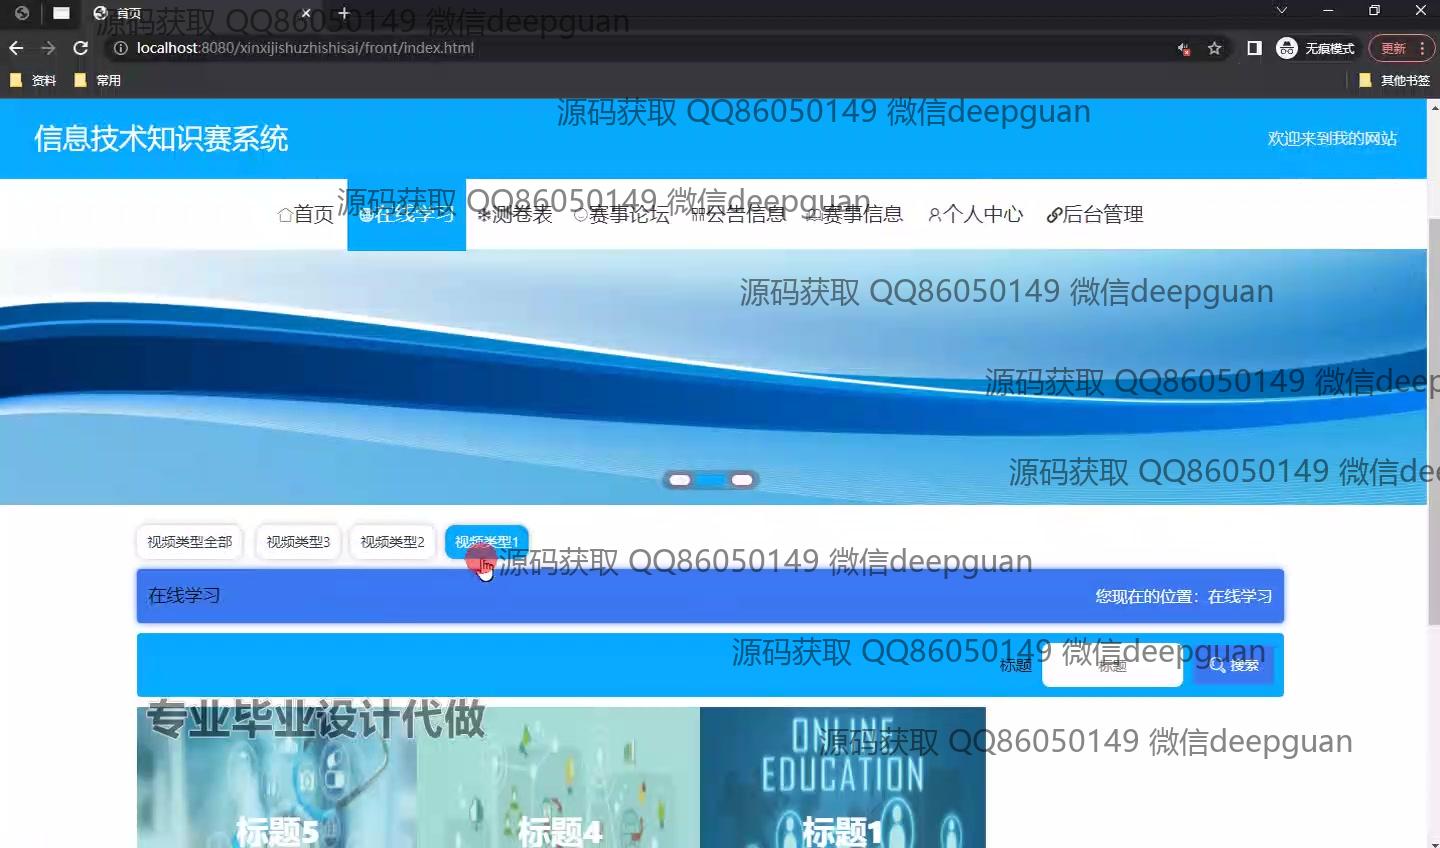 首页
源码获取 QQ86050149 微信deepguan
localhost:8080/xinxijishuzhishisai/front/index.html
无痕模式
更新
资料
常用
其他书签
源码获取 QQ86050149 微信deepguan
信息技术知识赛系统
欢迎来到我的网站
源码获取 QQ86050149 微信deepguan
首页
在线学习
测卷表
赛事论坛
公告信息
赛事信息
个人中心
后台管理
源码获取 QQ86050149 微信deepguan
源码获取 QQ86050149 微信deep
源码获取 QQ86050149 微信dee
视频类型全部
视频类型3
视频类型2
视频类型1
源码获取 QQ86050149 微信deepguan
在线学习
您现在的位置：在线学习
源码获取 QQ86050149 微信deepguan
标题
标题
搜索
专业毕业设计代做
ONLINE
EDUCATION
源码获取 QQ86050149 微信deepguan
标题5
标题4
标题1